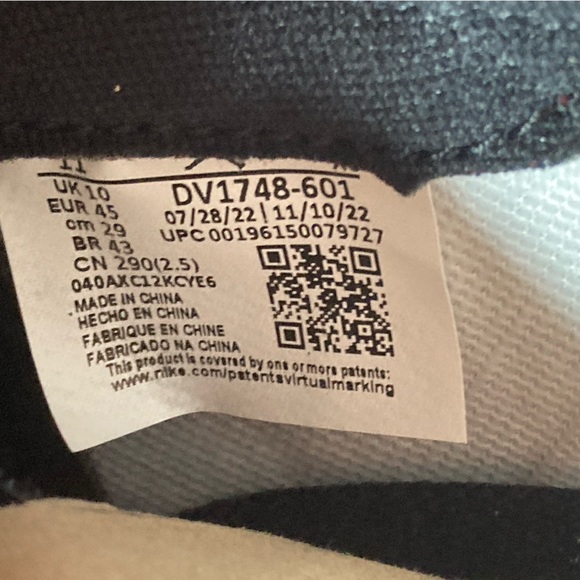 11
UK 10
EUR 45
cm 29
BR 43
CN 290(2.5)
040AXC12KCYE6
DV1748-601
07/28/22 | 11/10/22
UPC 00196150079727
MADE IN CHINA
HECHO EN CHINA
FABRIQUE EN CHINE
FABRICADO NA CHINA
This product is covered by one or more patents:
www.nike.com/patentsvirtualmarking